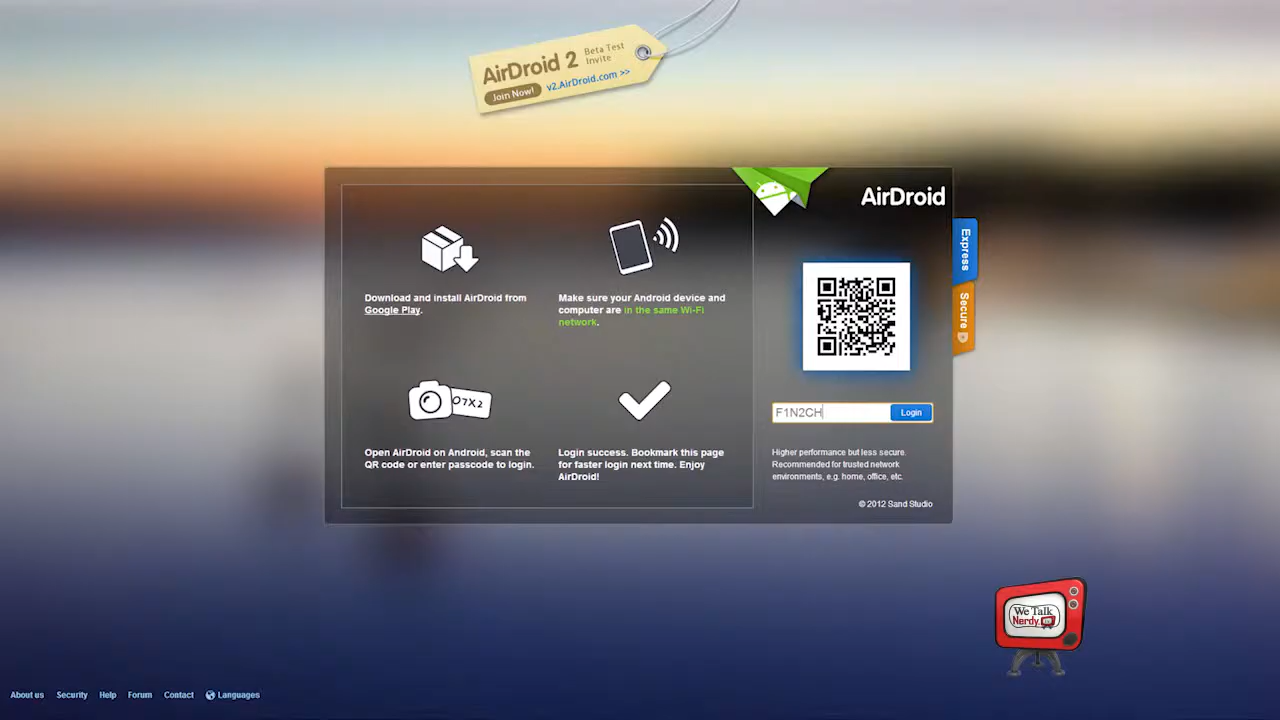 AirDroid 2
Beta Test
Invite
Join Now!
v2.AirDroid.com >>
AirDroid
Express
Secure
Download and install AirDroid from
Google Play.
Make sure your Android device and
computer are in the same Wi-Fi
network.
O7X2
Open AirDroid on Android, scan the
QR code or enter passcode to login.
Login success. Bookmark this page
for faster login next time. Enjoy
AirDroid!
F1N2CH
Login
Higher performance but less secure.
Recommended for trusted network
environments, e.g. home, office, etc.
© 2012 Sand Studio
We Talk
Nerdy
About us Security Help Forum Contact Languages